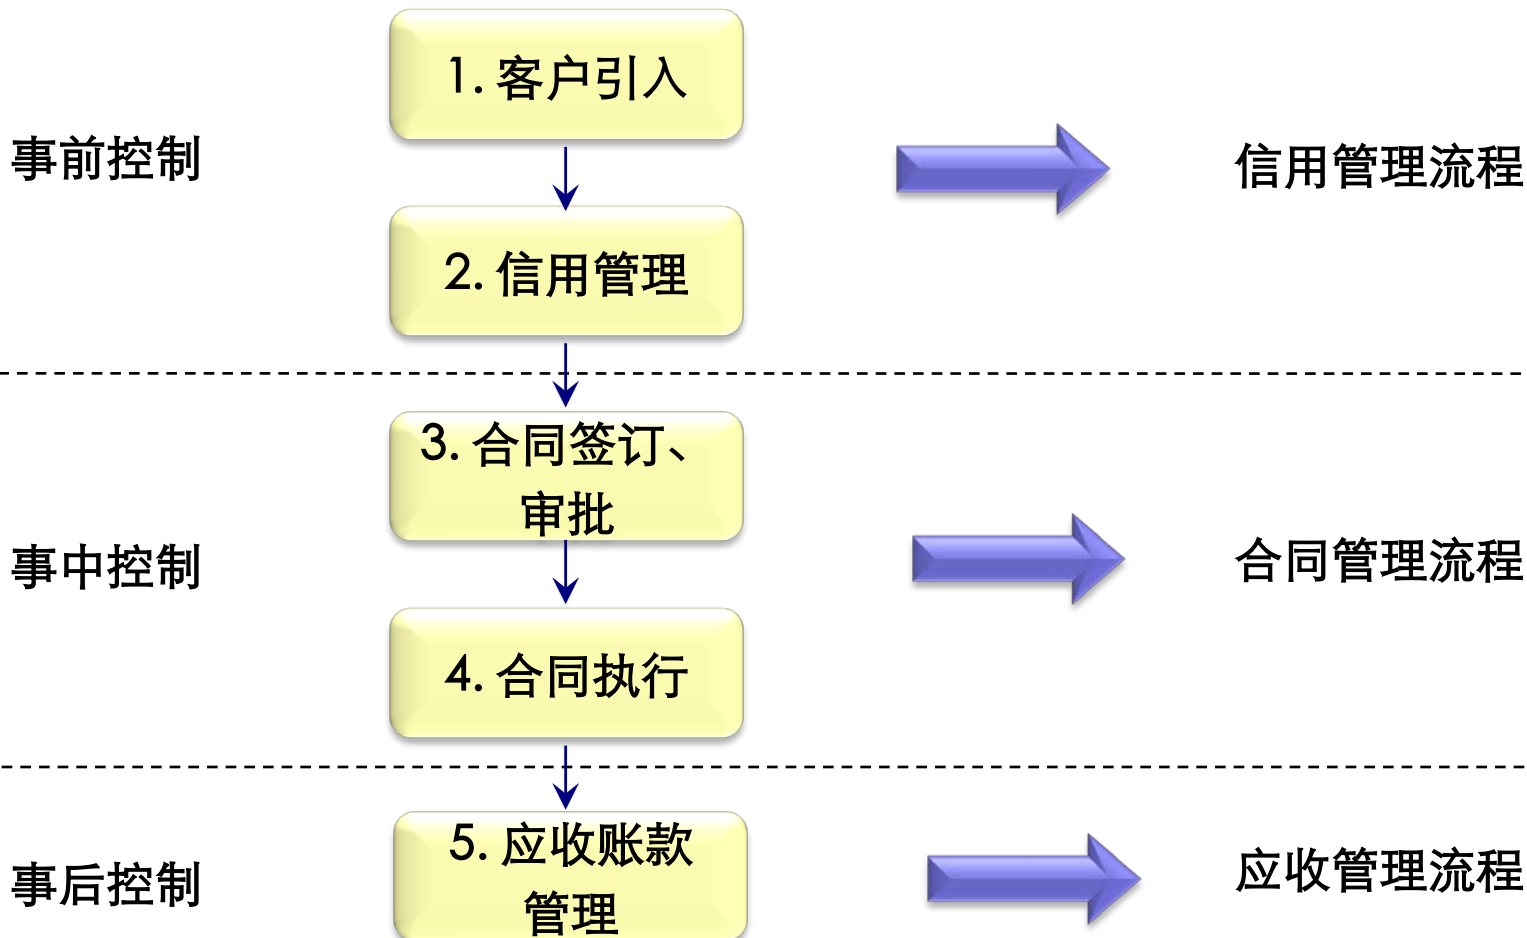 1. 客户引入
事前控制
信用管理流程
2. 信用管理
3. 合同签订、
审批
事中控制
合同管理流程
4. 合同执行
5. 应收账款
管理
事后控制
应收管理流程